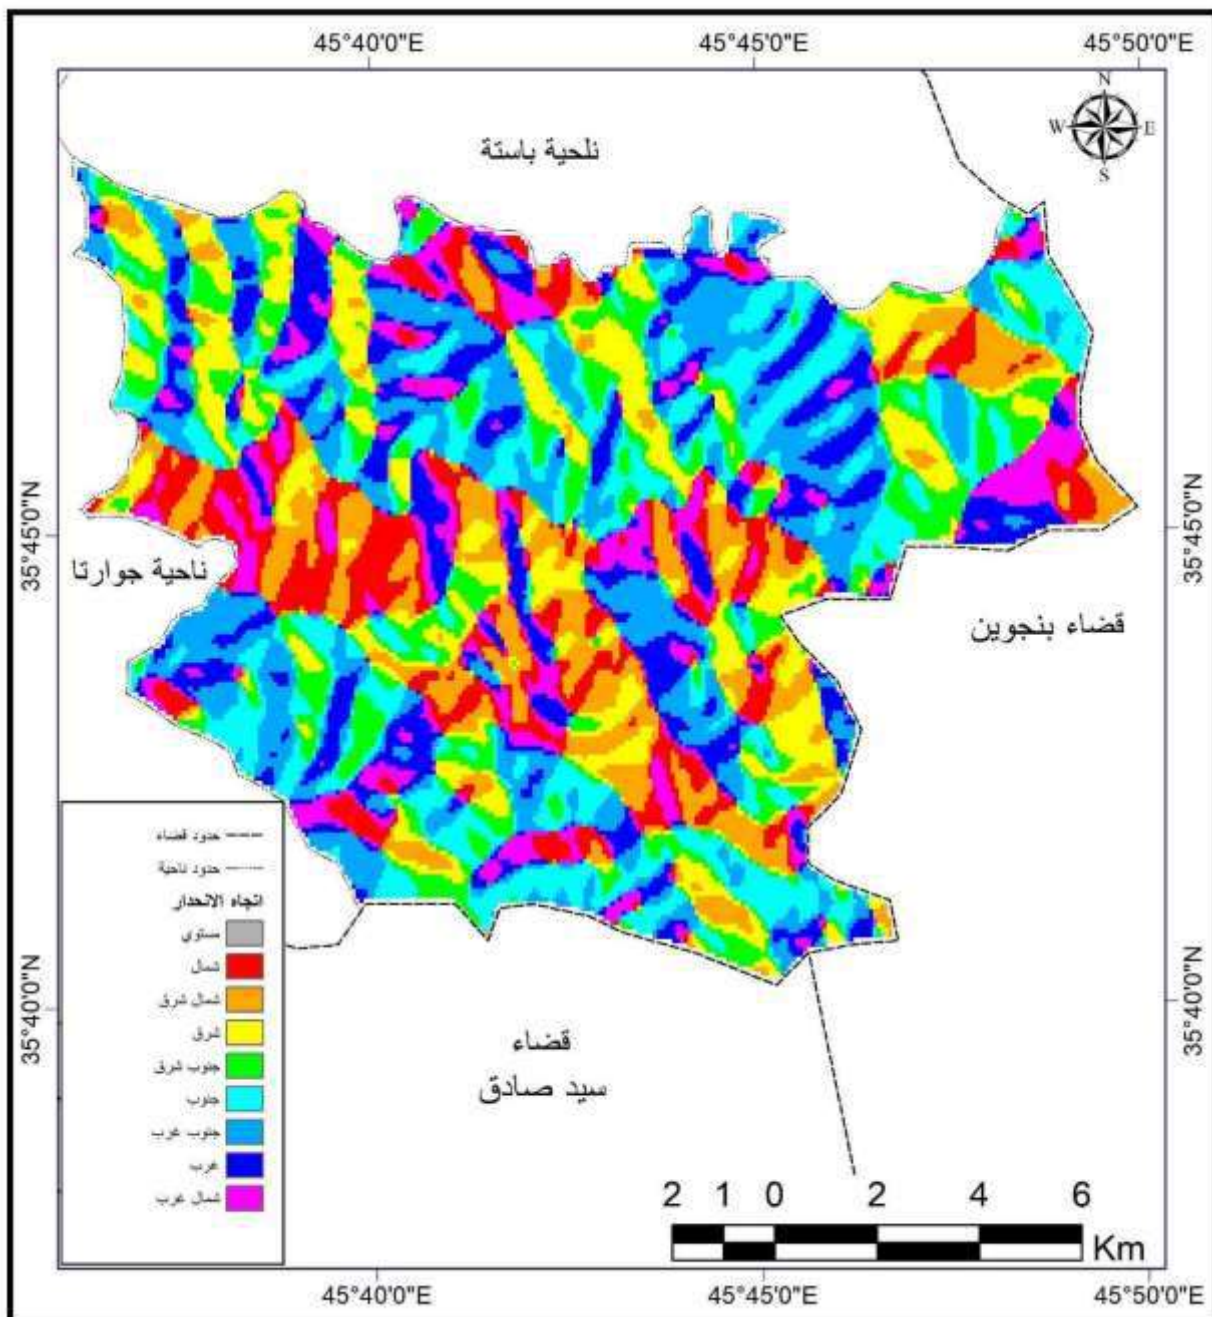 45°40'0"E 45°45'0"E 45°50'0"E
N
W E
S
نلحية باستة
35°45'0"N 35°45'0"N
ناحية جوارتا
قضاء بنجوين
حدود قضاء
حدود ناحية
اتجاه الانحدار
مستوي
شمال
شمال شرق
شرق
جنوب شرق
جنوب
جنوب غرب
غرب
شمال غرب
35°40'0"N 35°40'0"N
قضاء
سيد صادق
2 1 0 2 4 6
Km
45°40'0"E 45°45'0"E 45°50'0"E